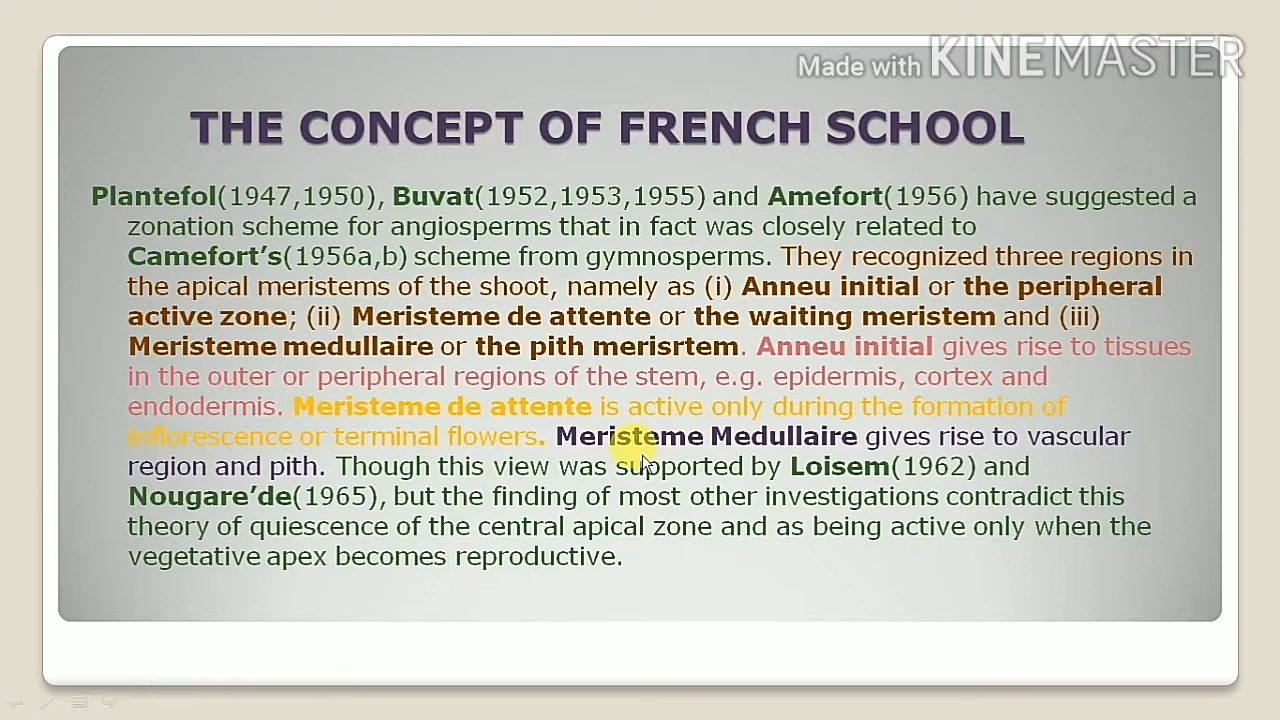 Made with KINEMASTER
THE CONCEPT OF FRENCH SCHOOL
Plantefol(1947,1950), Buvat(1952,1953,1955) and Amefort(1956) have suggested a
zonation scheme for angiosperms that in fact was closely related to
Camefort's(1956a,b) scheme from gymnosperms. They recognized three regions in
the apical meristems of the shoot, namely as (i) Anneu initial or the peripheral
active zone; (ii) Meristeme de attente or the waiting meristem and (iii)
Meristeme medullaire or the pith merisrtem. Anneu initial gives rise to tissues
in the outer or peripheral regions of the stem, e.g. epidermis, cortex and
endodermis. Meristeme de attente is active only during the formation of
inflorescence or terminal flowers. Meristeme Medullaire gives rise to vascular
region and pith. Though this view was supported by Loisem(1962) and
Nougare'de(1965), but the finding of most other investigations contradict this
theory of quiescence of the central apical zone and as being active only when the
vegetative apex becomes reproductive.